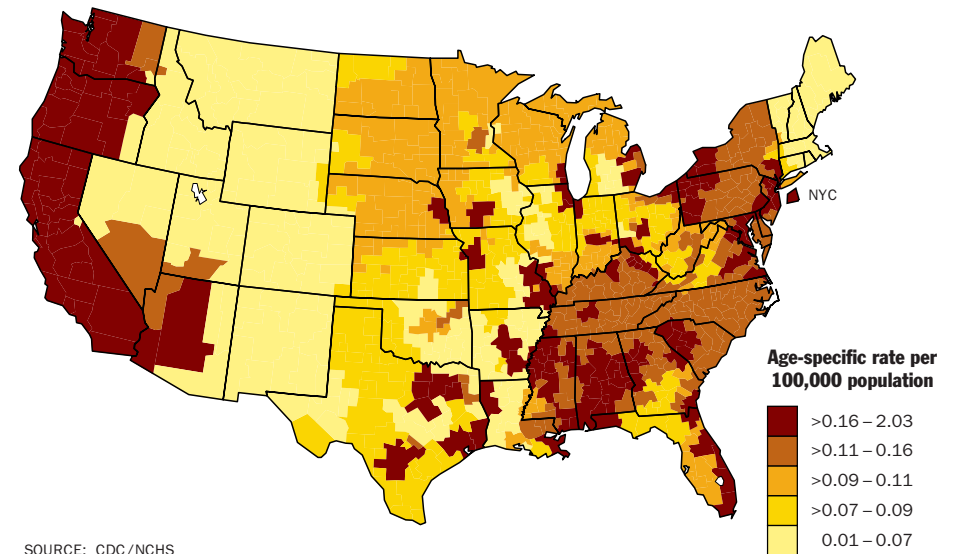 NYC
Age-specific rate per
100,000 population
>0.16 – 2.03
>0.11 – 0.16
>0.09 – 0.11
>0.07 – 0.09
0.01 – 0.07
SOURCE: CDC/NCHS